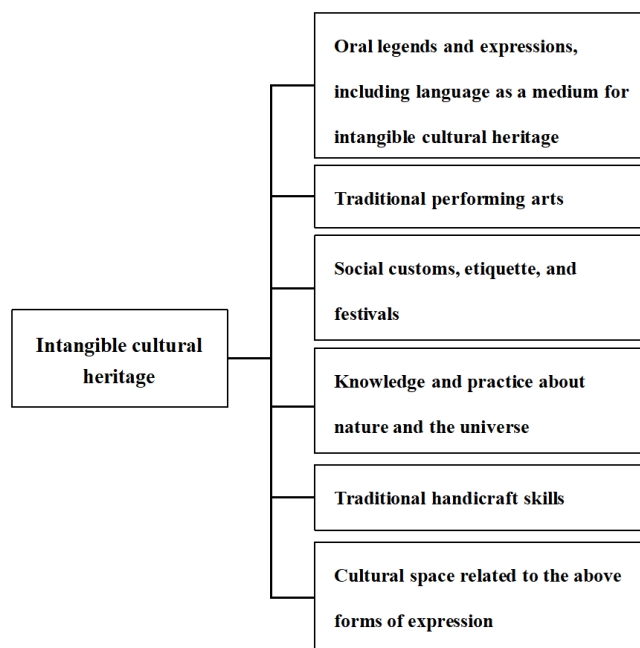 Oral legends and expressions,
including language as a medium for
intangible cultural heritage
Traditional performing arts
Social customs, etiquette, and
festivals
Intangible cultural
heritage
Knowledge and practice about
nature and the universe
Traditional handicraft skills
Cultural space related to the above
forms of expression